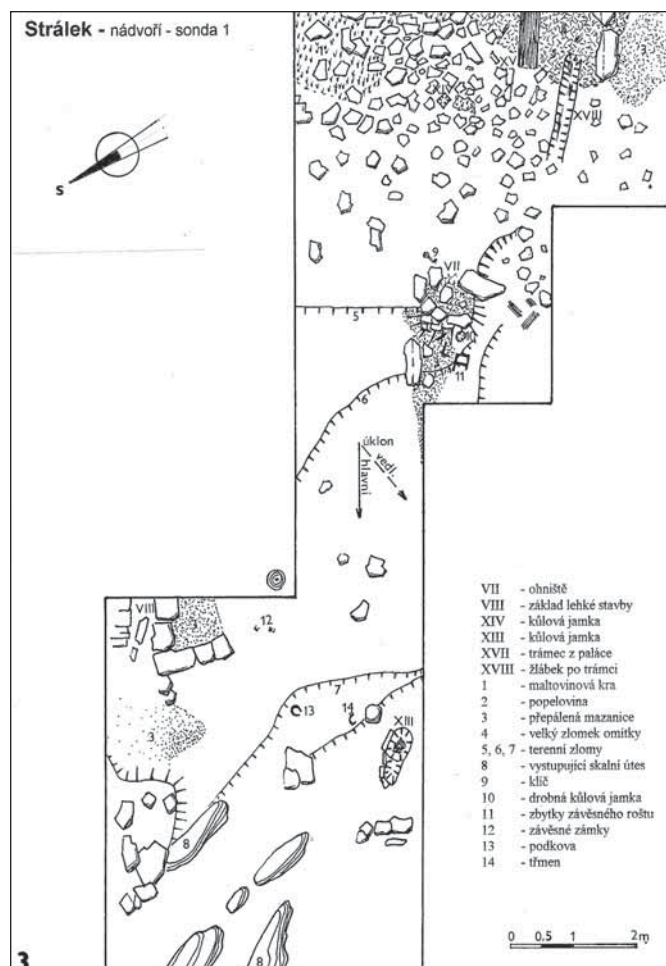 Strálek - nádvoří - sonda 1
S
1
3
XV
XIV
XVIII
9
VII
5
11
6
úklon
hlavní
vedl.
VIII
3
12
3
7
13
14
XIII
8
8
VII - ohniště
VIII - základ lehké stavby
XIV - kůlová jamka
XIII - kůlová jamka
XVII - trámec z paláce
XVIII - žlábek po trámci
1 - maltovinová kra
2 - popelovina
3 - přepálená mazanice
4 - velký zlomek omítky
5, 6, 7 - terenní zlomy
8 - vystupující skalní útes
9 - klíč
10 - drobná kůlová jamka
11 - zbytky závěsného roštu
12 - závěsné zámky
13 - podkova
14 - třmen
0 0.5 1 2m
3